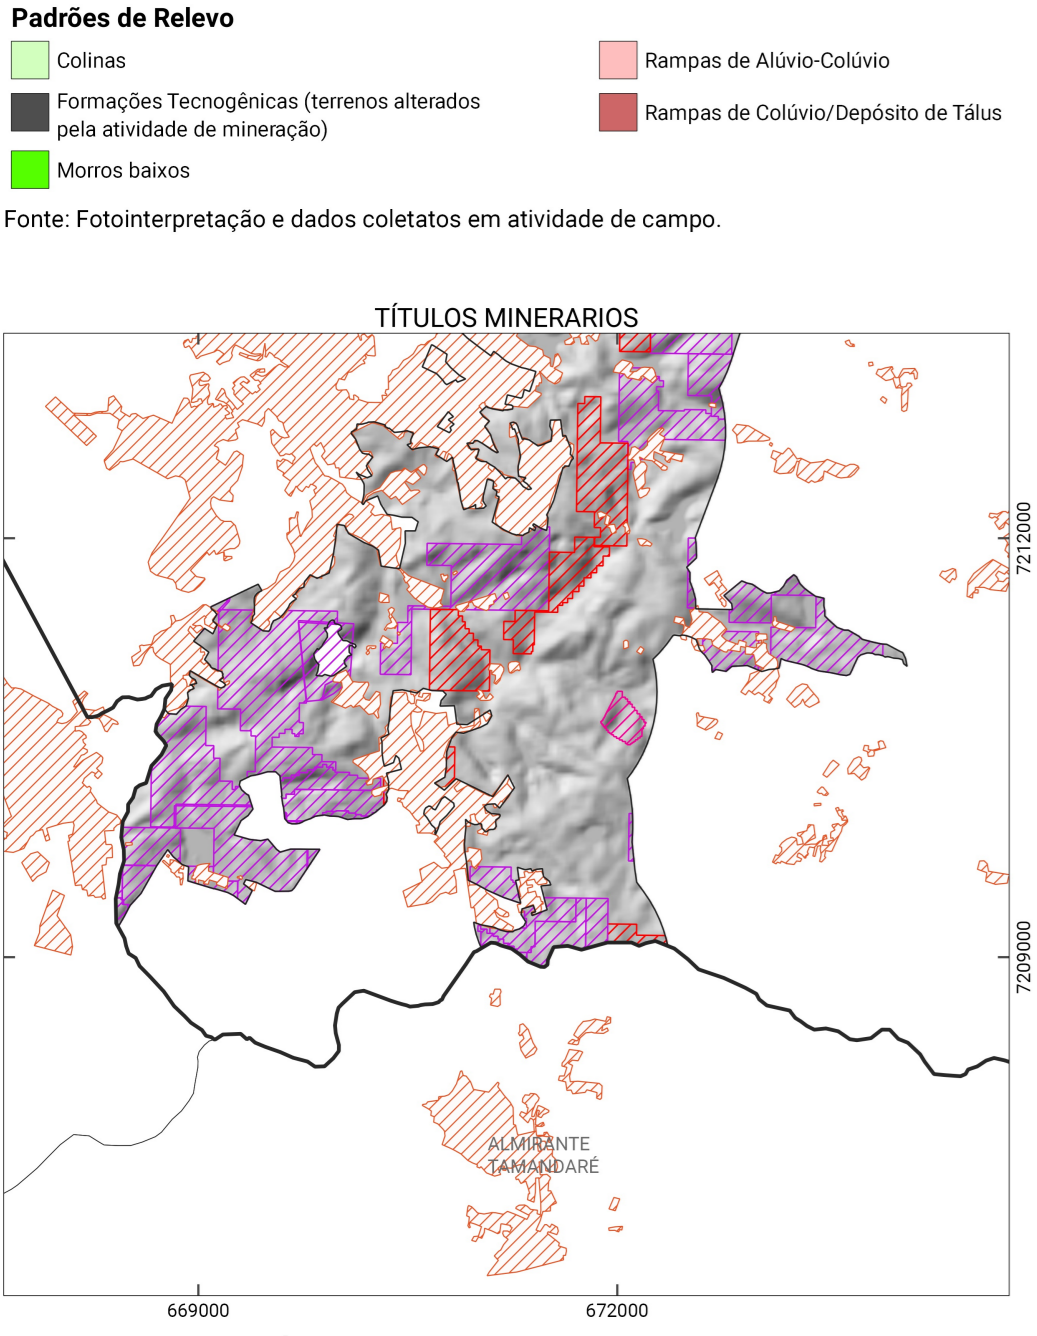 Padrões de Relevo
Colinas
Formações Tecnogênicas (terrenos alterados
pela atividade de mineração)
Morros baixos
Rampas de Alúvio-Colúvio
Rampas de Colúvio/Depósito de Tálus
Fonte: Fotointerpretação e dados coletatos em atividade de campo.
TÍTULOS MINERARIOS
7212000
7209000
ALMIRANTE
TAMANDARÉ
669000
672000